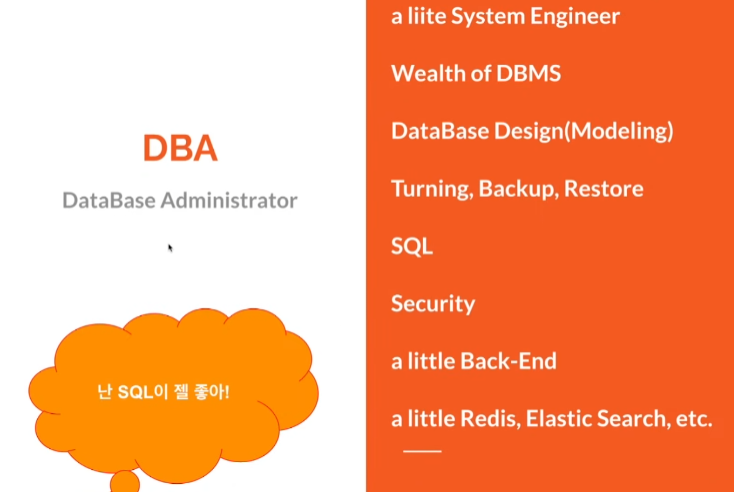 DBA
DataBase Administrator
난 SQL이 젤 좋아!
a liite System Engineer
Wealth of DBMS
DataBase Design(Modeling)
Turning, Backup, Restore
SQL
Security
a little Back-End
a little Redis, Elastic Search, etc.